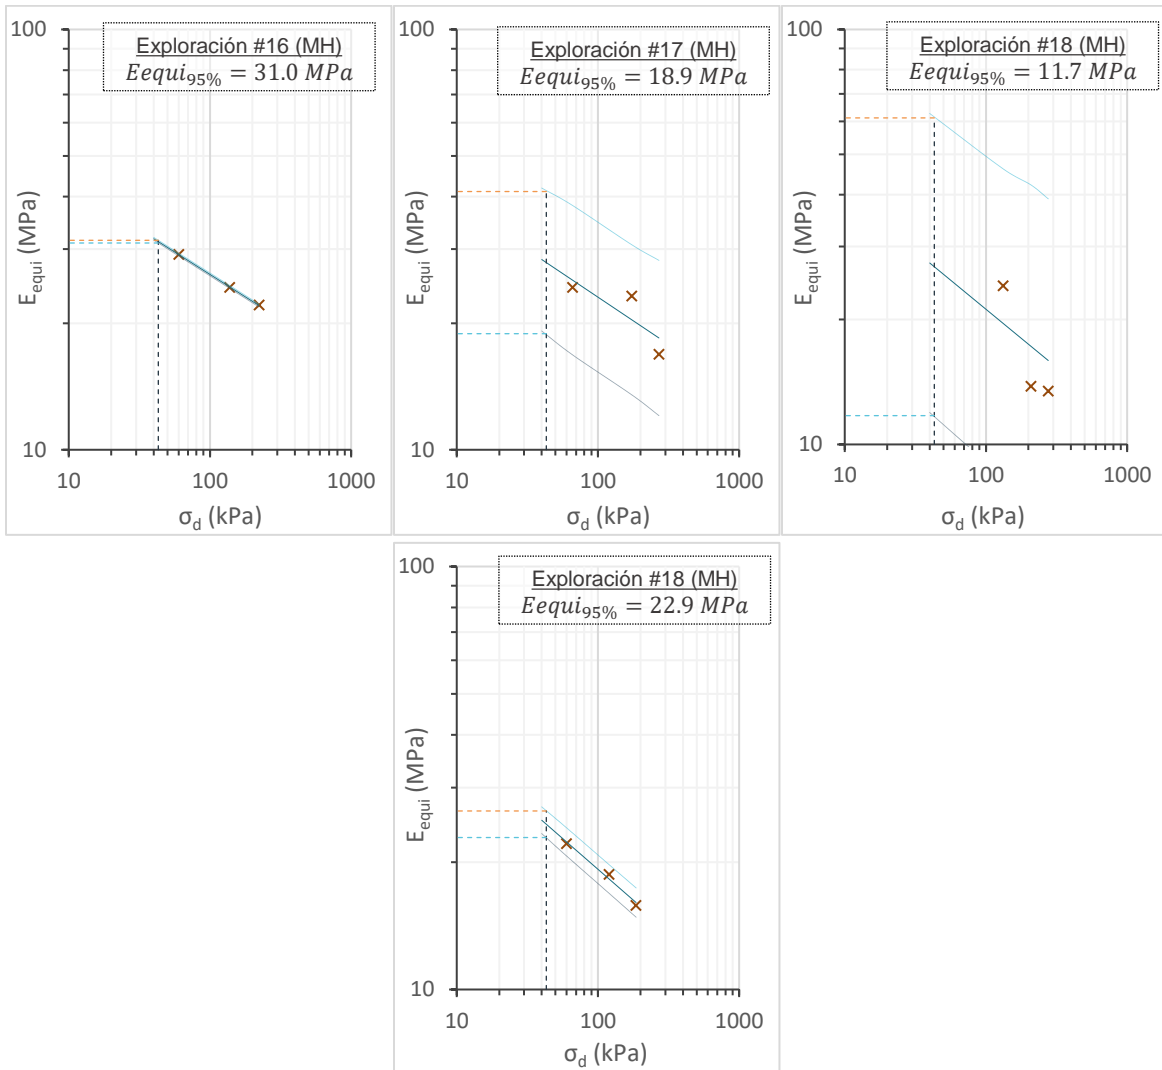 Exploración #16 (MH)
Eequi95% = 31.0 MPa
100
10
10
100
1000
Eequi (MPa)
σd (kPa)
Exploración #17 (MH)
Eequi95% = 18.9 MPa
100
10
10
100
1000
Eequi (MPa)
σd (kPa)
Exploración #18 (MH)
Eequi95% = 11.7 MPa
100
10
10
100
1000
Eequi (MPa)
σd (kPa)
Exploración #18 (MH)
Eequi95% = 22.9 MPa
100
10
10
100
1000
Eequi (MPa)
σd (kPa)